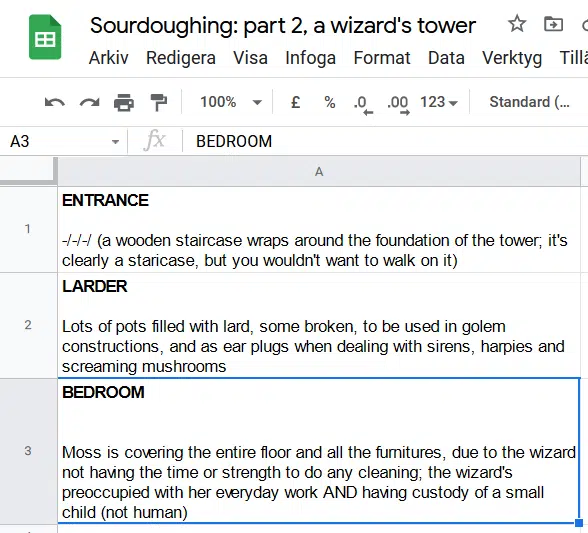 Sourdoughing: part 2, a wizard's tower
Arkiv Redigera Visa Infoga Format Data Verktyg
100% £ % .0 .00 123 Standard (...
A3 fx BEDROOM
A
1
ENTRANCE
-/-/-/ (a wooden staircase wraps around the foundation of the tower; it's
clearly a staricase, but you wouldn't want to walk on it)
2
LARDER
Lots of pots filled with lard, some broken, to be used in golem
constructions, and as ear plugs when dealing with sirens, harpies and
screaming mushrooms
3
BEDROOM
Moss is covering the entire floor and all the furnitures, due to the wizard
not having the time or strength to do any cleaning; the wizard's
preoccupied with her everyday work AND having custody of a small
child (not human)